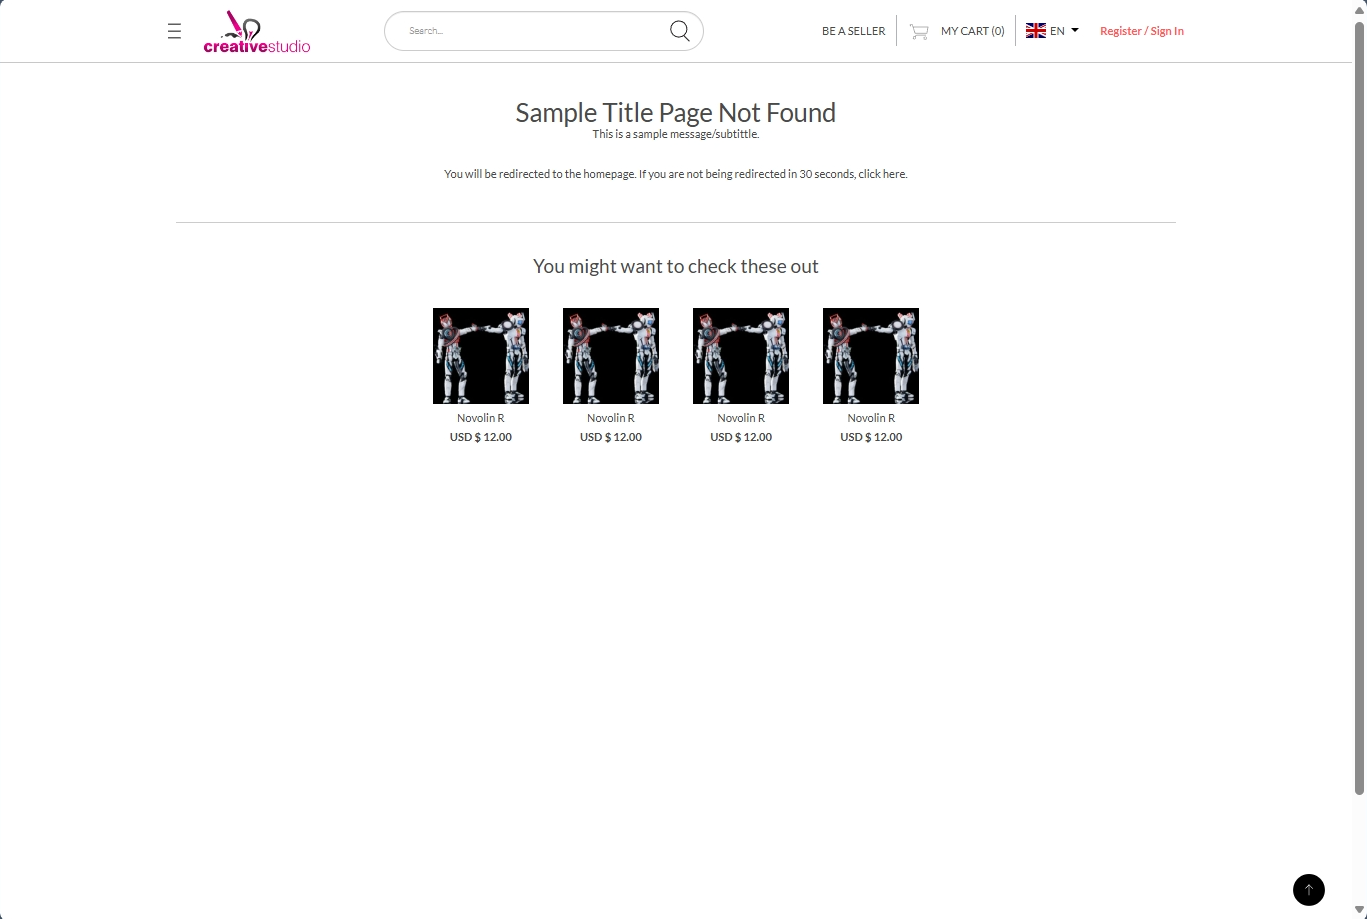 creativestudio
Search...
BE A SELLER
MY CART (0)
EN
Register / Sign In
Sample Title Page Not Found
This is a sample message/subtittle.
You will be redirected to the homepage. If you are not being redirected in 30 seconds, click here.
You might want to check these out
Novolin R Novolin R Novolin R Novolin R
USD $ 12.00 USD $ 12.00 USD $ 12.00 USD $ 12.00